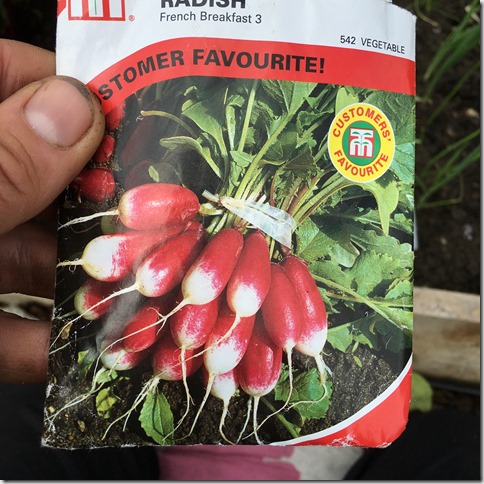 RADISH
French Breakfast 3
542 VEGETABLE
STOMER FAVOURITE!
CUSTOMERS'
FAVOURITE